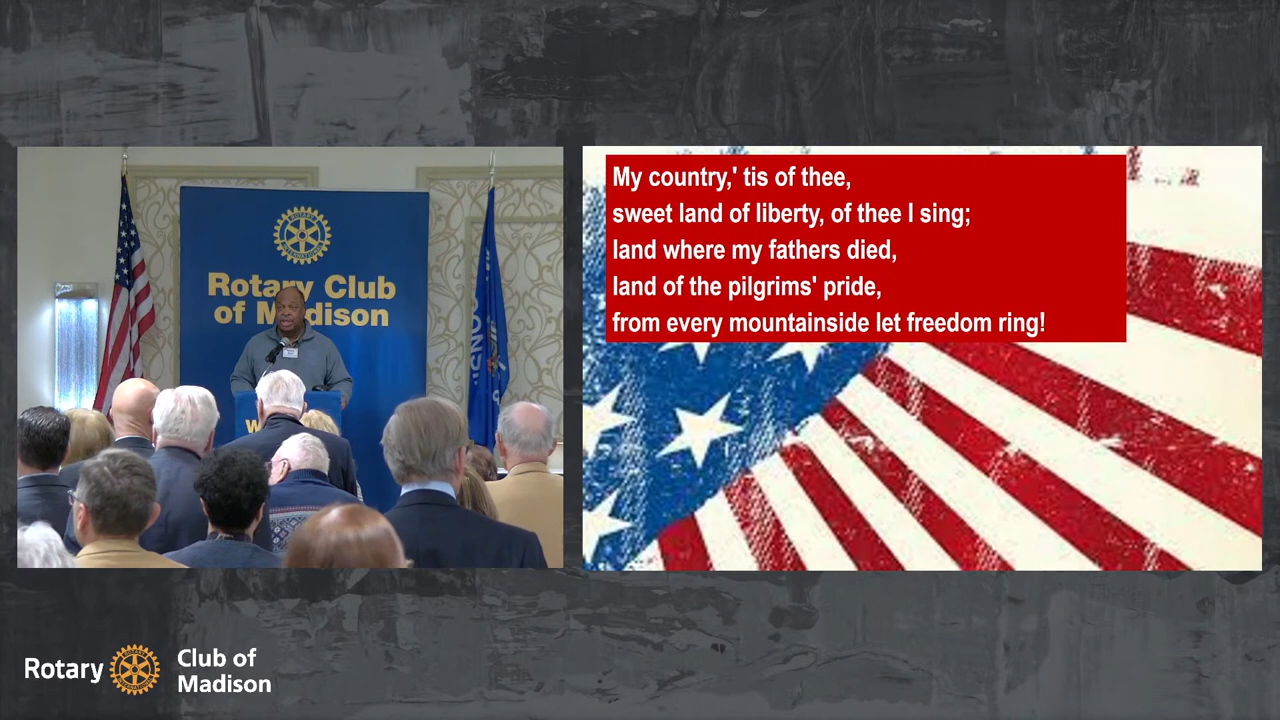 Rotary Club
of Madison
W
My country,' tis of thee,
sweet land of liberty, of thee I sing;
land where my fathers died,
land of the pilgrims' pride,
from every mountainside let freedom ring!
Rotary
Club of
Madison